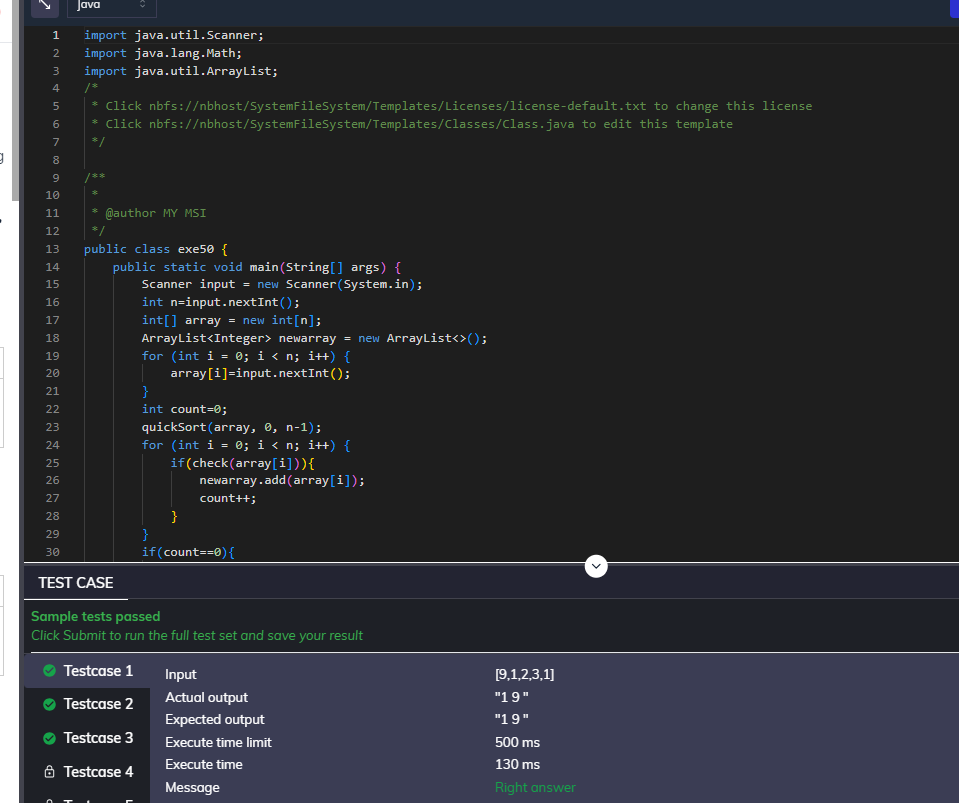 Java
1 import java.util.Scanner;
2 import java.lang.Math;
3 import java.util.ArrayList;
4 /*
5 * Click nbfs://nbhost/SystemFileSystem/Templates/Licenses/license-default.txt to change this license
6 * Click nbfs://nbhost/SystemFileSystem/Templates/Classes/Class.java to edit this template
7 */
8
9 /**
10 *
11 * @author MY MSI
12 */
13 public class exe50 {
14 public static void main(String[] args) {
15 Scanner input = new Scanner(System.in);
16 int n=input.nextInt();
17 int[] array = new int[n];
18 ArrayList<Integer> newarray = new ArrayList<>();
19 for (int i = 0; i < n; i++) {
20 array[i]=input.nextInt();
21 }
22 int count=0;
23 quickSort(array, 0, n-1);
24 for (int i = 0; i < n; i++) {
25 if(check(array[i])){
26 newarray.add(array[i]);
27 count++;
28 }
29 }
30 if(count==0){
TEST CASE
Sample tests passed
Click Submit to run the full test set and save your result
Testcase 1
Testcase 2
Testcase 3
Testcase 4
Input [9,1,2,3,1]
Actual output "1 9 "
Expected output "1 9 "
Execute time limit 500 ms
Execute time 130 ms
Message Right answer